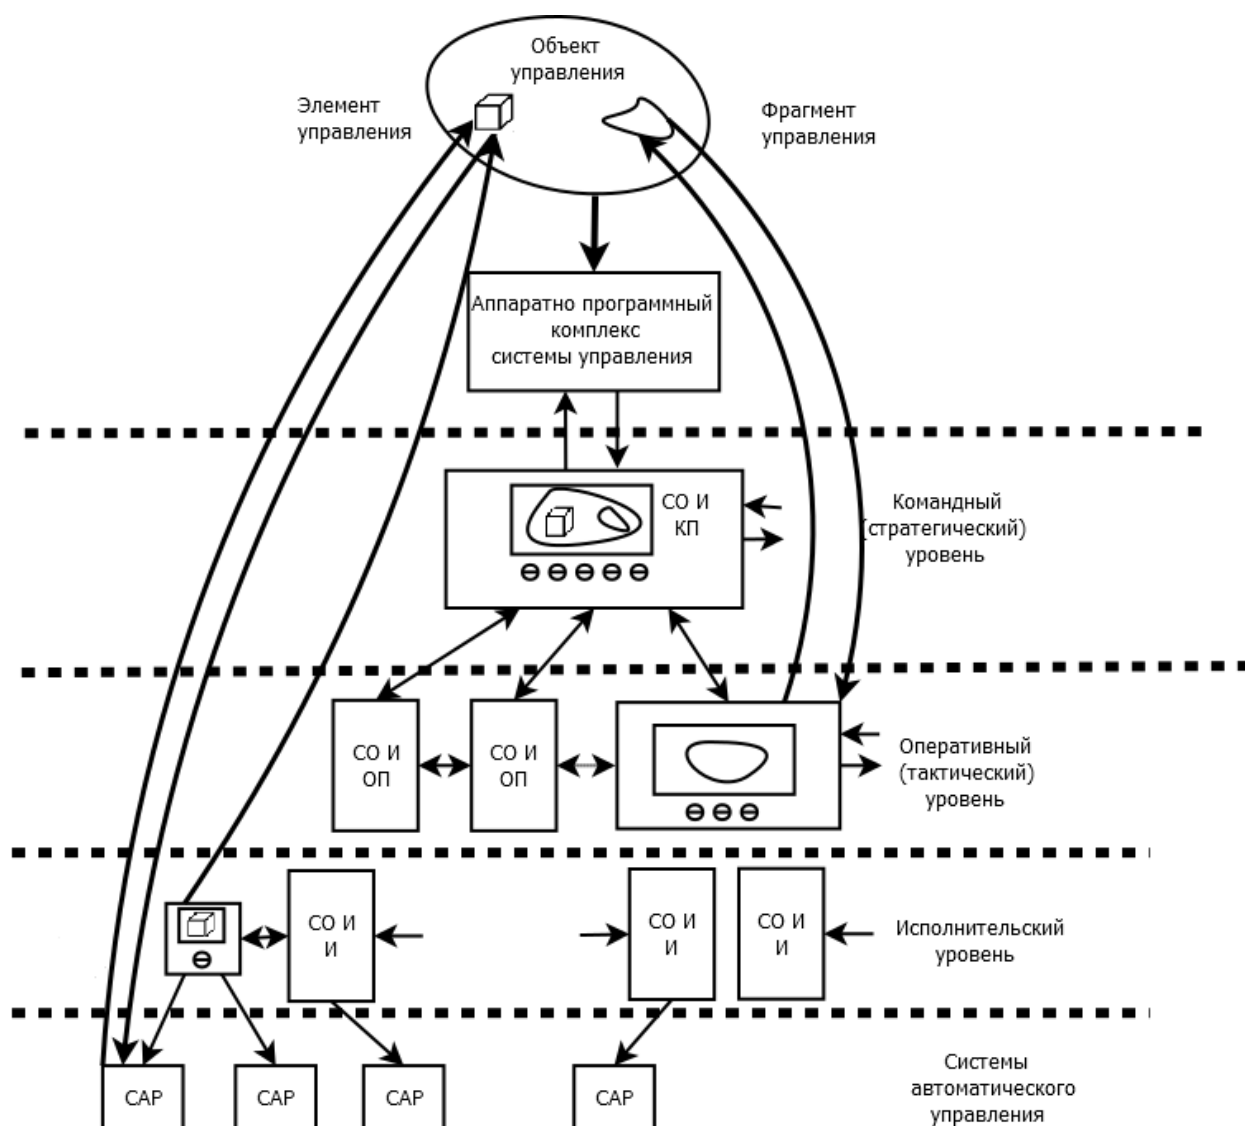 Объект
управления
Элемент
управления
Фрагмент
управления
Аппаратно программный
комплекс
системы управления
СО И
КП
Командный
(стратегический)
уровень
СО И
ОП
СО И
ОП
Оперативный
(тактический)
уровень
СО И
И
СО И
И
СО И
И
Исполнительский
уровень
САР
САР
САР
САР
Системы
автоматического
управления